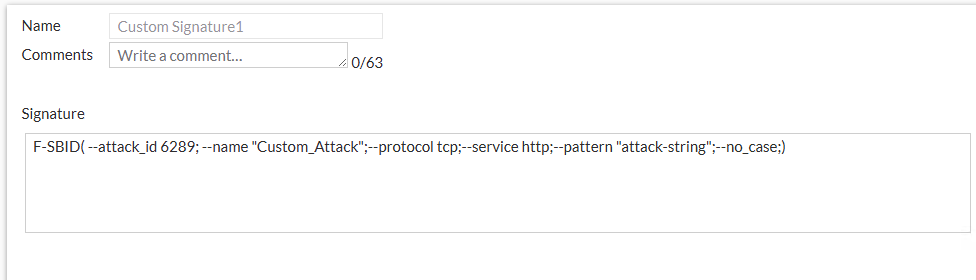 Name Custom Signature1
Comments Write a comment... 0/63
Signature
F-SBID( --attack_id 6289; --name "Custom_Attack";--protocol tcp;--service http;--pattern "attack-string";--no_case;)